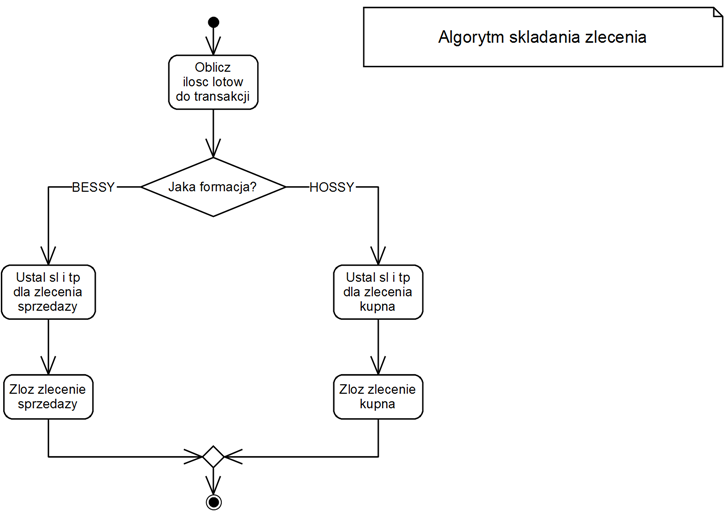 Algorytm skladania zlecenia
Oblicz
ilosc lotow
do transakcji
Jaka formacja?
BESSY
HOSSY
Ustal sl i tp
dla zlecenia
sprzedazy
Ustal sl i tp
dla zlecenia
kupna
Zloz zlecenie
sprzedazy
Zloz zlecenie
kupna